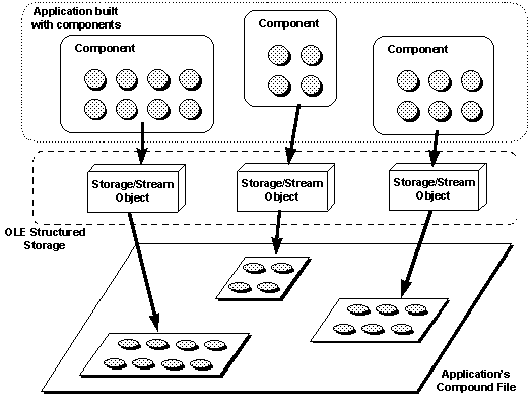 Application built
with components
Component
Component
Component
Storage/Stream
Object
Storage/Stream
Object
Storage/Stream
Object
OLE Structured
Storage
Application's
Compound File